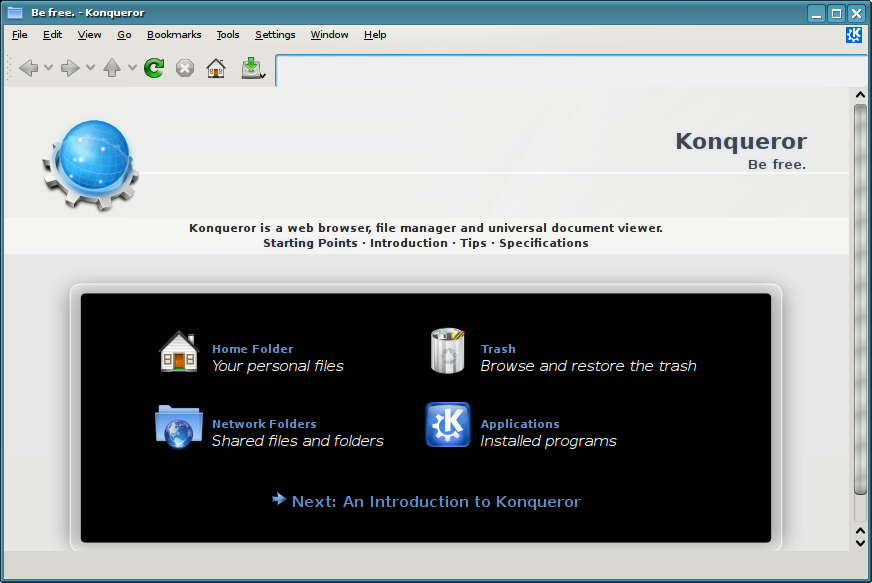 Be free. - Konqueror
File Edit View Go Bookmarks Tools Settings Window Help
Konqueror
Be free.
Konqueror is a web browser, file manager and universal document viewer.
Starting Points · Introduction · Tips · Specifications
Home Folder
Your personal files
Trash
Browse and restore the trash
Network Folders
Shared files and folders
Applications
Installed programs
Next: An Introduction to Konqueror